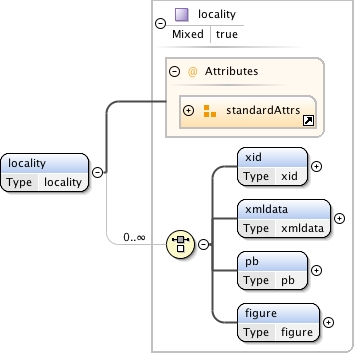 locality
Mixed true
@ Attributes
standardAttrs
locality
Type locality
0..∞
xid
Type xid
xmldata
Type xmldata
pb
Type pb
figure
Type figure